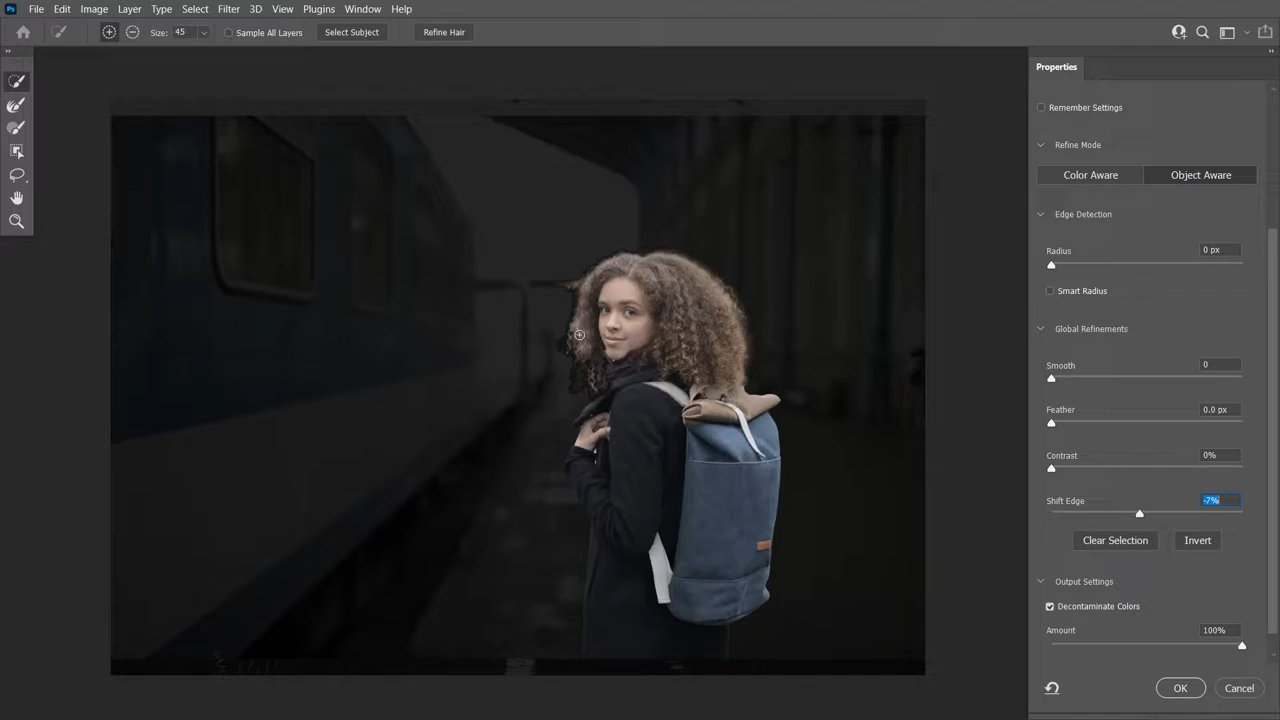 Ps File Edit Image Layer Type Select Filter 3D View Plugins Window Help
Size: 45 Sample All Layers Select Subject Refine Hair
Properties
Remember Settings
Refine Mode
Color Aware Object Aware
Edge Detection
Radius 0 px
Smart Radius
Global Refinements
Smooth 0
Feather 0.0 px
Contrast 0%
Shift Edge -7%
Clear Selection Invert
Output Settings
Decontaminate Colors
Amount 100%
OK Cancel